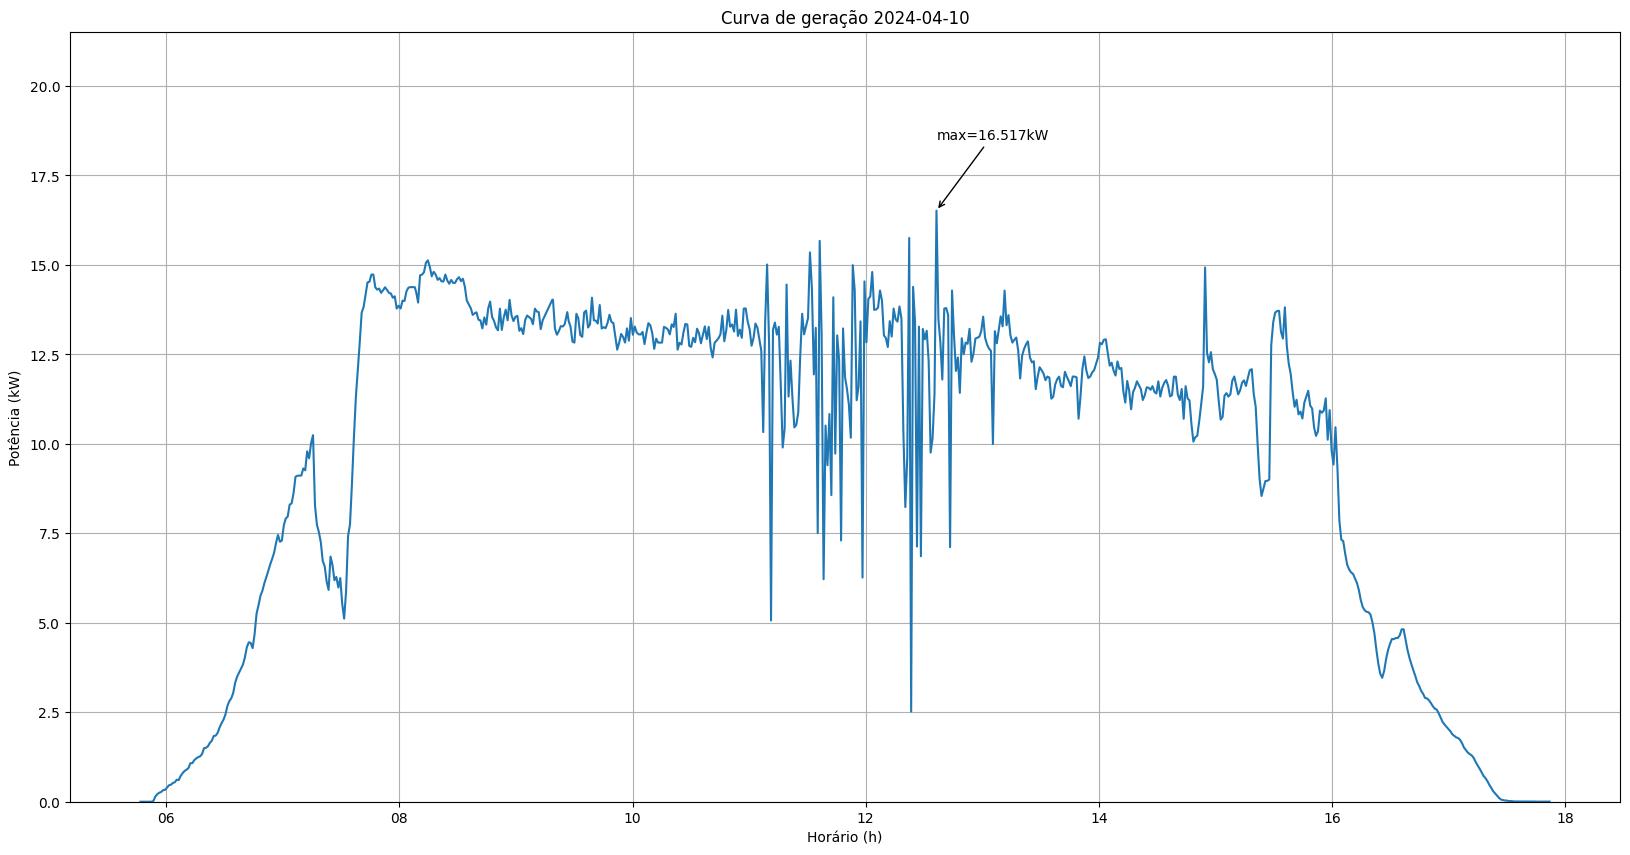 Curva de geração 2024-04-10
Potência (kW)
20.0
17.5
15.0
12.5
10.0
7.5
5.0
2.5
0.0
max=16.517kW
06 08 10 12 14 16 18
Horário (h)